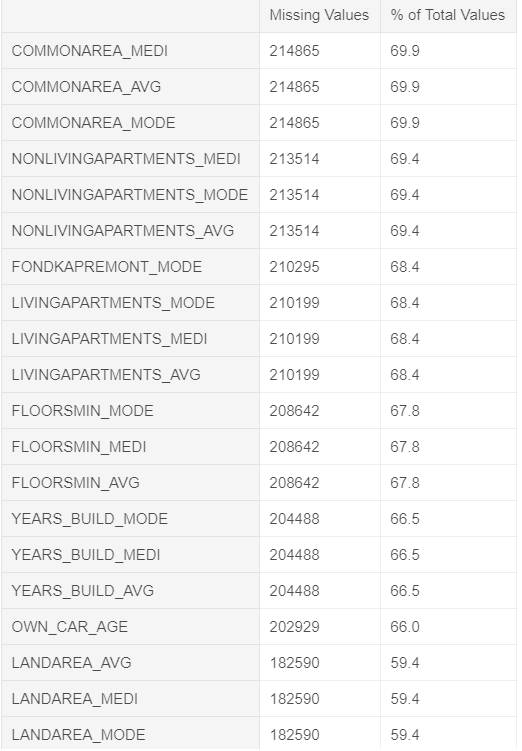 Missing Values % of Total Values
COMMONAREA_MEDI 214865 69.9
COMMONAREA_AVG 214865 69.9
COMMONAREA_MODE 214865 69.9
NONLIVINGAPARTMENTS_MEDI 213514 69.4
NONLIVINGAPARTMENTS_MODE 213514 69.4
NONLIVINGAPARTMENTS_AVG 213514 69.4
FONDKAPREMONT_MODE 210295 68.4
LIVINGAPARTMENTS_MODE 210199 68.4
LIVINGAPARTMENTS_MEDI 210199 68.4
LIVINGAPARTMENTS_AVG 210199 68.4
FLOORSMIN_MODE 208642 67.8
FLOORSMIN_MEDI 208642 67.8
FLOORSMIN_AVG 208642 67.8
YEARS_BUILD_MODE 204488 66.5
YEARS_BUILD_MEDI 204488 66.5
YEARS_BUILD_AVG 204488 66.5
OWN_CAR_AGE 202929 66.0
LANDAREA_AVG 182590 59.4
LANDAREA_MEDI 182590 59.4
LANDAREA_MODE 182590 59.4